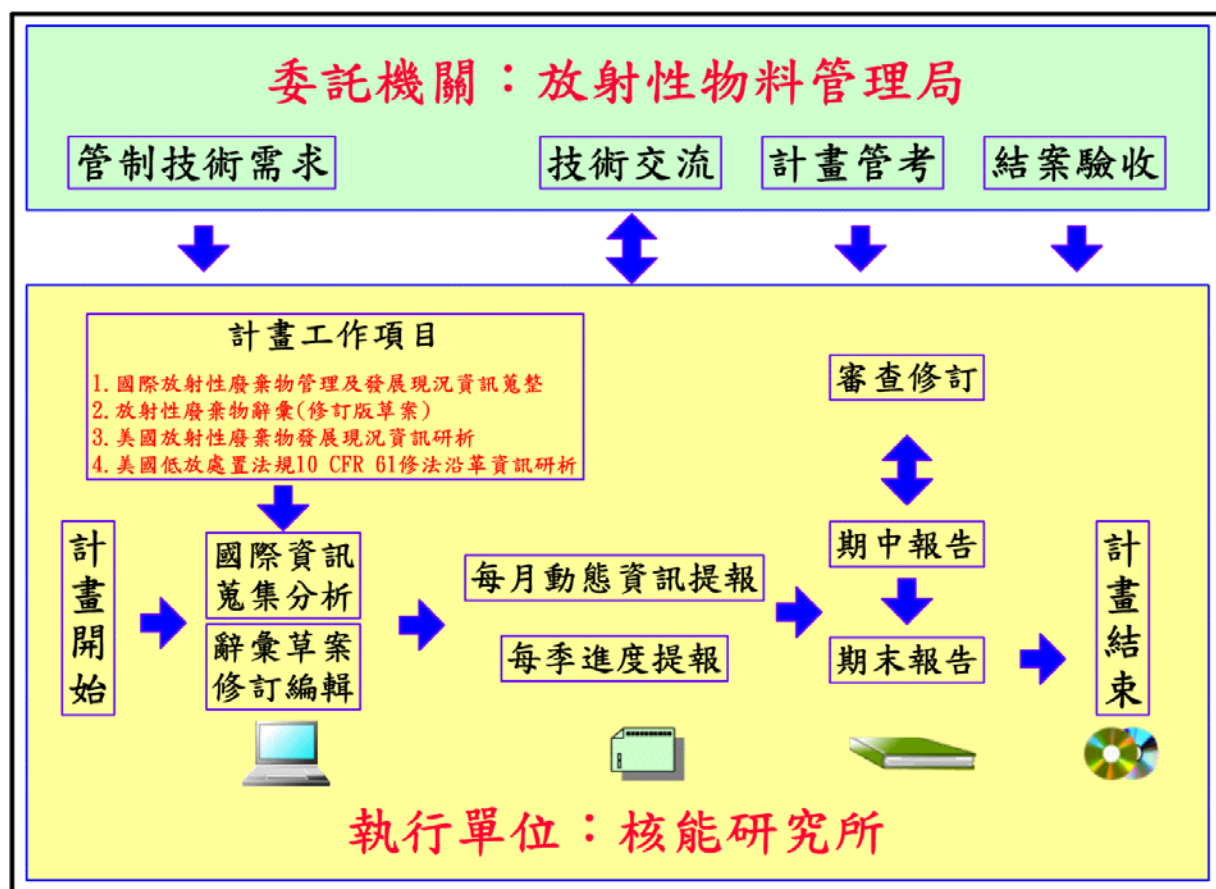 委託機關：放射性物料管理局
管制技術需求
技術交流
計畫管考
結案驗收
計畫工作項目
1. 國際放射性廢棄物管理及發展現況資訊蒐整
2. 放射性廢棄物辭彙(修訂版草案)
3. 美國放射性廢棄物發展現況資訊研析
4. 美國低放處置法規10 CFR 61修法沿革資訊研析
計畫開始
國際資訊
蒐集分析
辭彙草案
修訂編輯
每月動態資訊提報
每季進度提報
審查修訂
期中報告
期末報告
計畫結束
執行單位：核能研究所